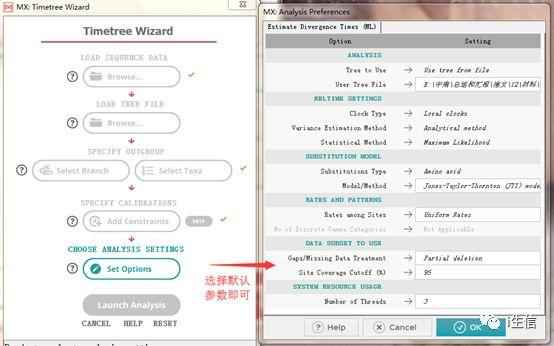 MX: Timetree Wizard
Timetree Wizard
LOAD SEQUENCE DATA
Browse...
LOAD TREE FILE
Browse...
SPECIFY OUTGROUP
Select Branch
Select Taxa
SPECIFY CALIBRATIONS
Add Constraints
SKIP
CHOOSE ANALYSIS SETTINGS
Set Options
选择默认
参数即可
Launch Analysis
CANCEL HELP RESET
MX: Analysis Preferences
Estimate Divergence Times (ML)
Option Setting
ANALYSIS
Tree to Use → Use tree from file
User Tree File →
RELTIME SETTINGS
Clock Type → Local clocks
Variance Estimation Method → Analytical method
Statistical Method → Maximum Likelihood
SUBSTITUTION MODEL
Substitutions Type → Amino acid
Model/Method → Jones-Taylor-Thornton (JTT) model
RATES AND PATTERNS
Rates among Sites → Uniform Rates
No of Discrete Gamma Categories → Not Applicable
DATA SUBSET TO USE
Gaps/Missing Data Treatment → Partial deletion
Site Coverage Cutoff (%) → 95
SYSTEM RESOURCE USAGE
Number of Threads → 3
Help
Cancel
OK
i生信